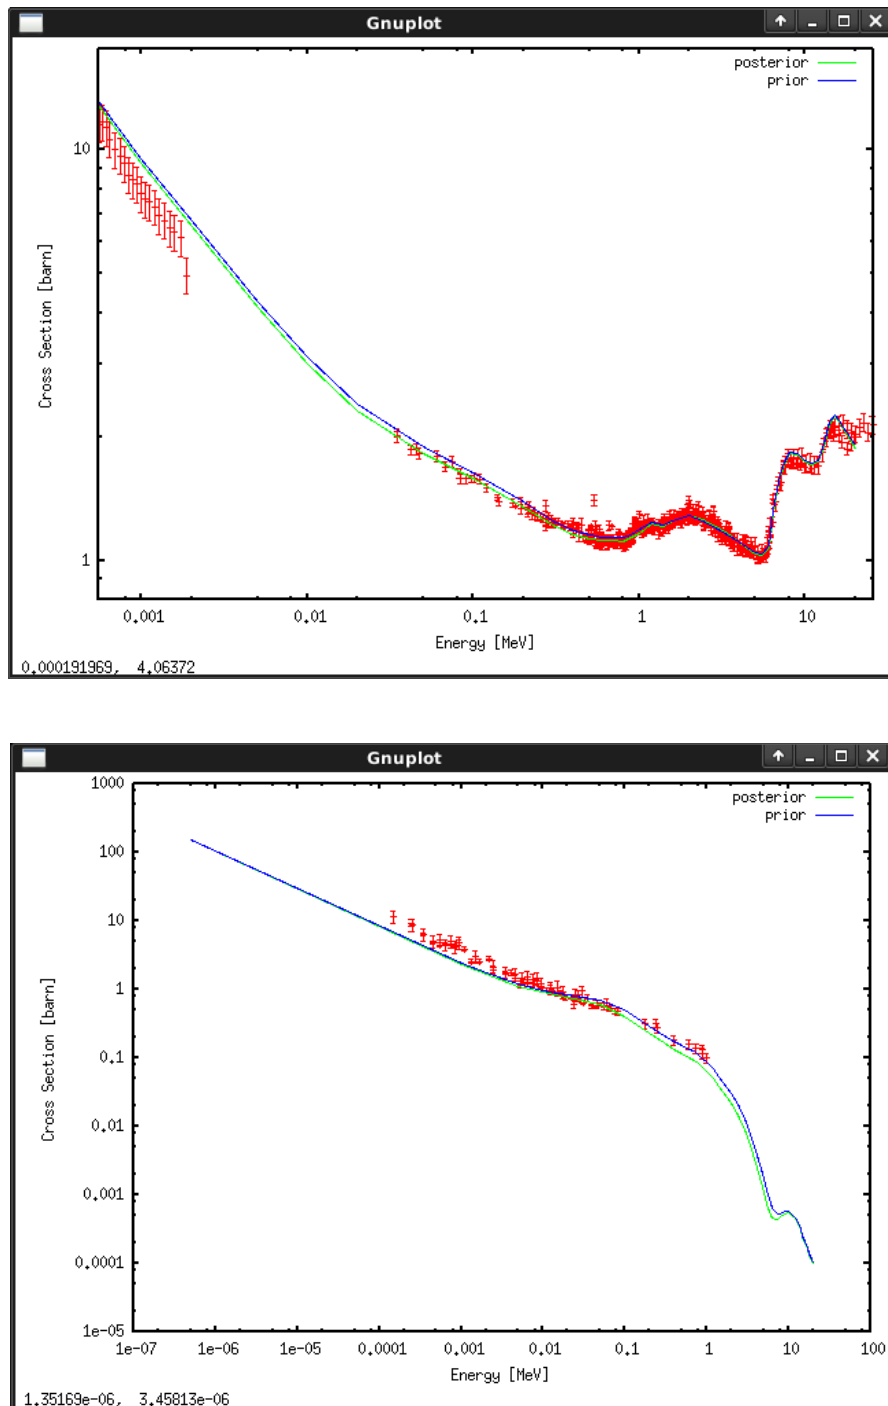 Gnuplot
posterior
prior
10
1
Cross Section [barn]
0.001 0.01 0.1 1 10
Energy [MeV]
0.000191969, 4.06372
Gnuplot
1000
posterior
prior
100
10
1
0.1
0.01
0.001
0.0001
1e-05
Cross Section [barn]
1e-07 1e-06 1e-05 0.0001 0.001 0.01 0.1 1 10 100
Energy [MeV]
1.35169e-06, 3.45813e-06